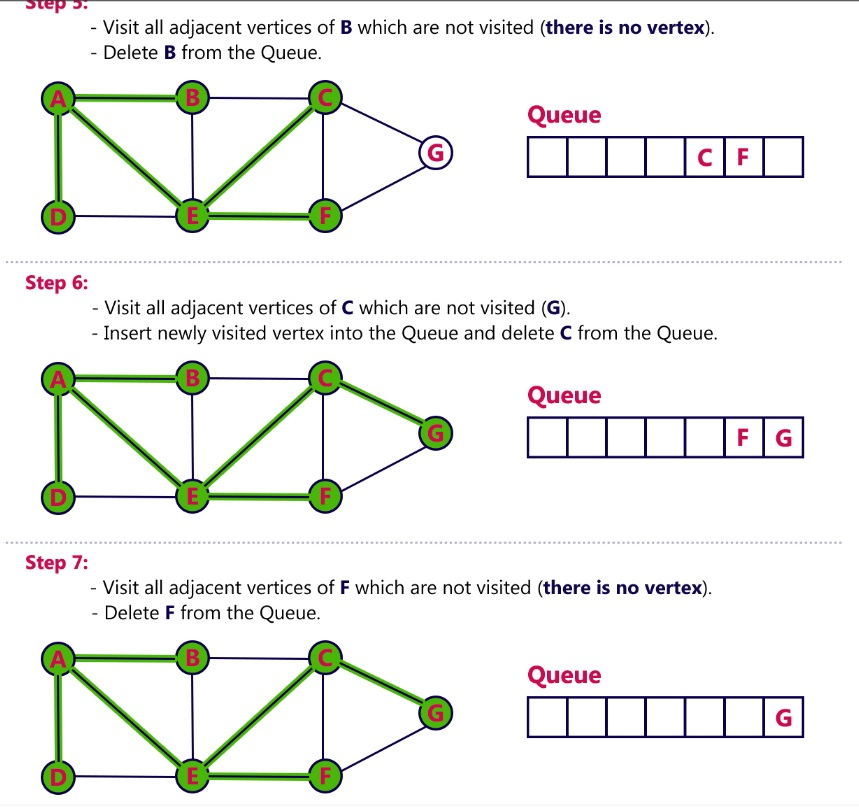 Step 5:
- Visit all adjacent vertices of B which are not visited (there is no vertex).
- Delete B from the Queue.
A B C
G
D E F
Queue
C F
Step 6:
- Visit all adjacent vertices of C which are not visited (G).
- Insert newly visited vertex into the Queue and delete C from the Queue.
A B C
G
D E F
Queue
F G
Step 7:
- Visit all adjacent vertices of F which are not visited (there is no vertex).
- Delete F from the Queue.
A B C
G
D E F
Queue
G